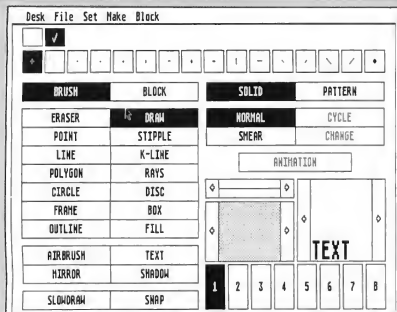 Desk File Set Make Block
BRUSH BLOCK SOLID PATTERN
ERASER DRAW NORMAL CYCLE
POINT STIPPLE SMEAR CHANGE
LINE K-LINE
POLYGON RAYS ANIMATION
CIRCLE DISC
FRAME BOX
OUTLINE FILL TEXT
AIRBRUSH TEXT
MIRROR SHADOW
SLOWDRAW SNAP
1 2 3 4 5 6 7 8